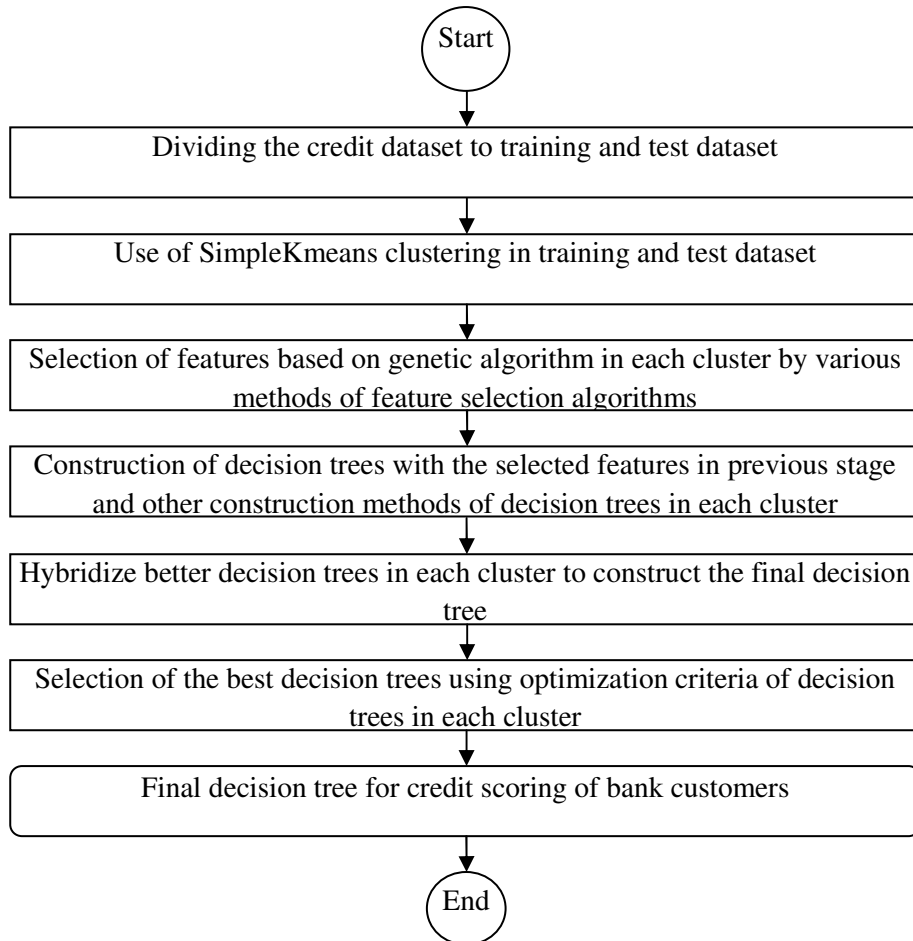 Start
Dividing the credit dataset to training and test dataset
Use of SimpleKmeans clustering in training and test dataset
Selection of features based on genetic algorithm in each cluster by various
methods of feature selection algorithms
Construction of decision trees with the selected features in previous stage
and other construction methods of decision trees in each cluster
Hybridize better decision trees in each cluster to construct the final decision
tree
Selection of the best decision trees using optimization criteria of decision
trees in each cluster
Final decision tree for credit scoring of bank customers
End